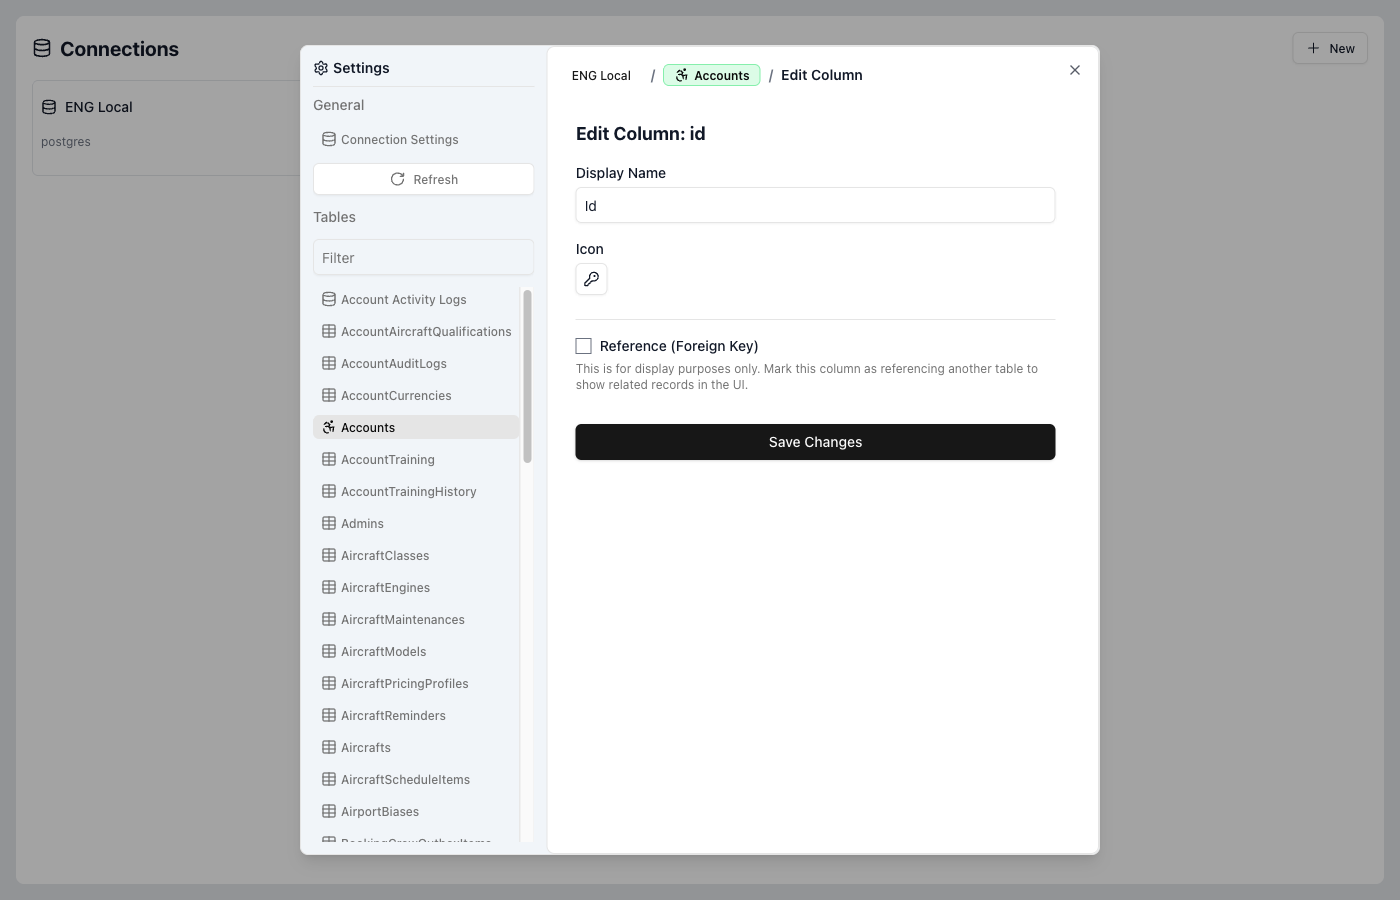 Connections
New
ENG Local
postgres
Settings
General
Connection Settings
Refresh
Tables
Filter
Account Activity Logs
AccountAircraftQualifications
AccountAuditLogs
AccountCurrencies
Accounts
AccountTraining
AccountTrainingHistory
Admins
AircraftClasses
AircraftEngines
AircraftMaintenances
AircraftModels
AircraftPricingProfiles
AircraftReminders
Aircrafts
AircraftScheduleItems
AirportBiases
ENG Local / Accounts / Edit Column
Edit Column: id
Display Name
Id
Icon
Reference (Foreign Key)
This is for display purposes only. Mark this column as referencing another table to
show related records in the UI.
Save Changes